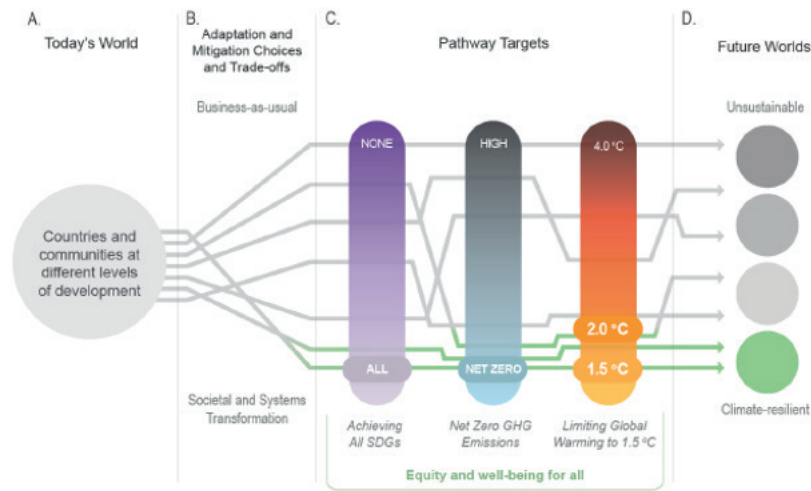 A.
Today's World
B.
Adaptation and
Mitigation Choices
and Trade-offs
C.
Pathway Targets
D.
Future Worlds
Business-as-usual
Unsustainable
NONE
HIGH
4.0 °C
Countries and
communities at
different levels
of development
2.0 °C
ALL
NET ZERO
1.5 °C
Societal and Systems
Transformation
Climate-resilient
Achieving
All SDGs
Net Zero GHG
Emissions
Limiting Global
Warming to 1.5 °C
Equity and well-being for all